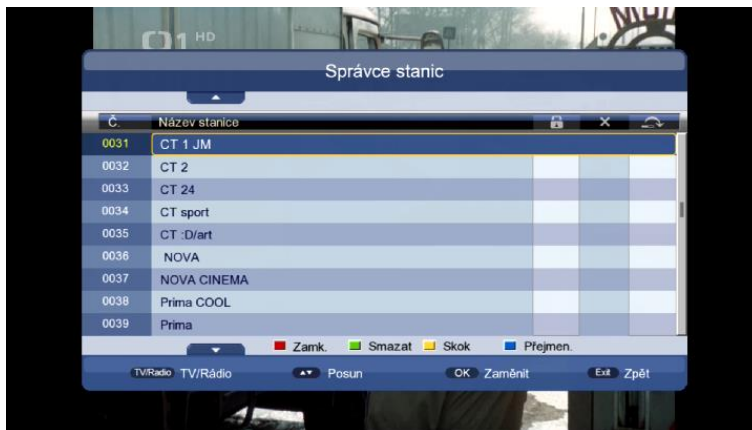 1 HD
Správce stanic
Č. Název stanice
0031 CT 1 JM
0032 CT 2
0033 CT 24
0034 CT sport
0035 CT :D/art
0036 NOVA
0037 NOVA CINEMA
0038 Prima COOL
0039 Prima
Zamk. Smazat Skok Přejmen.
TV/Radio TV/Rádio Posun OK Zaměnit Exit Zpět